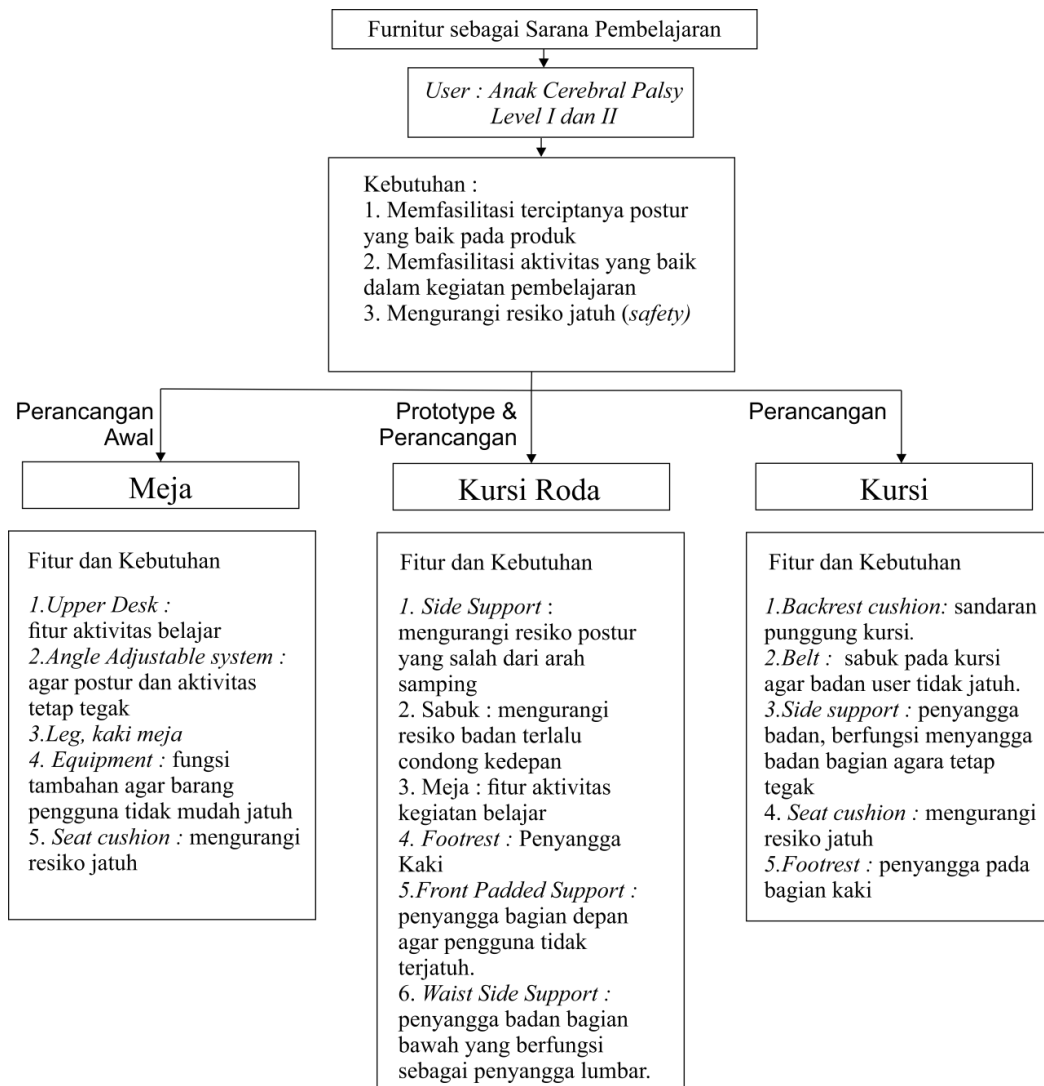 Furnitur sebagai Sarana Pembelajaran
User : Anak Cerebral Palsy
Level I dan II
Kebutuhan :
1. Memfasilitasi terciptanya postur
yang baik pada produk
2. Memfasilitasi aktivitas yang baik
dalam kegiatan pembelajaran
3. Mengurangi resiko jatuh (safety)
Perancangan
Awal
Meja
Fitur dan Kebutuhan
1.Upper Desk :
fitur aktivitas belajar
2.Angle Adjustable system :
agar postur dan aktivitas
tetap tegak
3.Leg, kaki meja
4. Equipment : fungsi
tambahan agar barang
pengguna tidak mudah jatuh
5. Seat cushion : mengurangi
resiko jatuh
Prototype &
Perancangan
Kursi Roda
Fitur dan Kebutuhan
1. Side Support :
mengurangi resiko postur
yang salah dari arah
samping
2. Sabuk : mengurangi
resiko badan terlalu
condong kedepan
3. Meja : fitur aktivitas
kegiatan belajar
4. Footrest : Penyangga
Kaki
5.Front Padded Support :
penyangga bagian depan
agar pengguna tidak
terjatuh.
6. Waist Side Support :
penyangga badan bagian
bawah yang berfungsi
sebagai penyangga lumbar.
Perancangan
Kursi
Fitur dan Kebutuhan
1.Backrest cushion: sandaran
punggung kursi.
2.Belt : sabuk pada kursi
agar badan user tidak jatuh.
3.Side support : penyangga
badan, berfungsi menyangga
badan bagian agara tetap
tegak
4. Seat cushion : mengurangi
resiko jatuh
5.Footrest : penyangga pada
bagian kaki